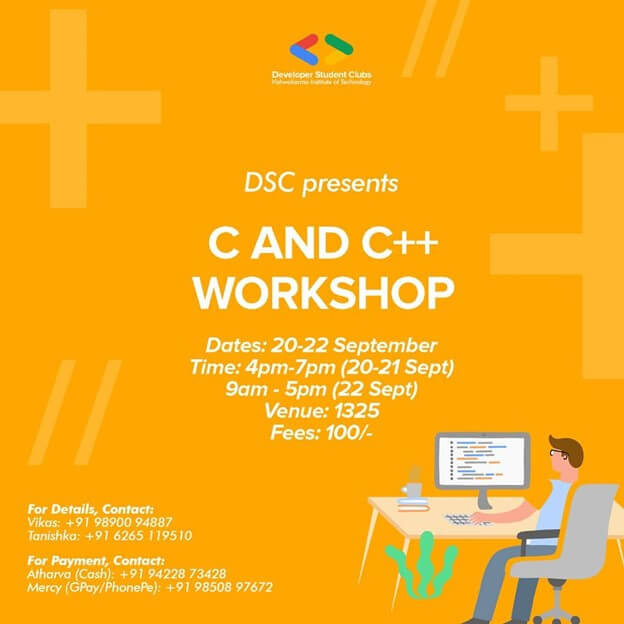 Developer Student Clubs
Vishwakarma Institute of Technology
DSC presents
C AND C++
WORKSHOP
Dates: 20-22 September
Time: 4pm-7pm (20-21 Sept)
9am - 5pm (22 Sept)
Venue: 1325
Fees: 100/-
For Details, Contact:
Vikas: +91 98900 94887
Tanishka: +91 6265 119510
For Payment, Contact:
Atharva (Cash): +91 94228 73428
Mercy (GPay/PhonePe): +91 98508 97672